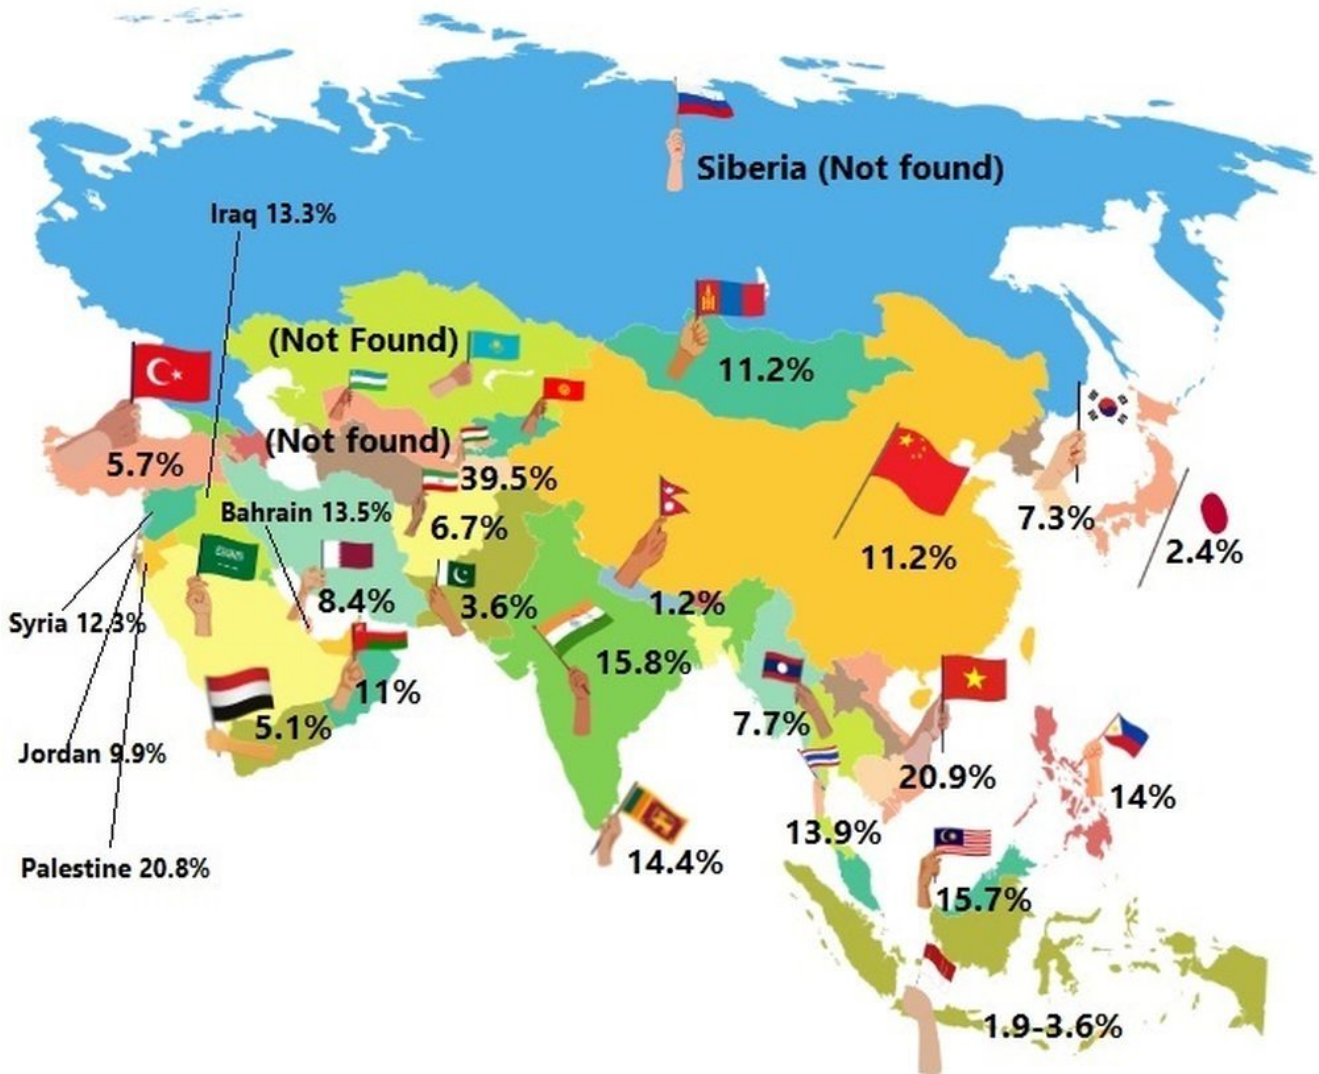 Siberia (Not found)
Iraq 13.3%
(Not Found)
11.2%
(Not found)
5.7%
39.5%
Bahrain 13.5%
6.7%
7.3%
11.2%
2.4%
8.4%
3.6%
1.2%
Syria 12.3%
15.8%
11%
5.1%
7.7%
Jordan 9.9%
20.9%
14%
13.9%
14.4%
Palestine 20.8%
15.7%
1.9-3.6%